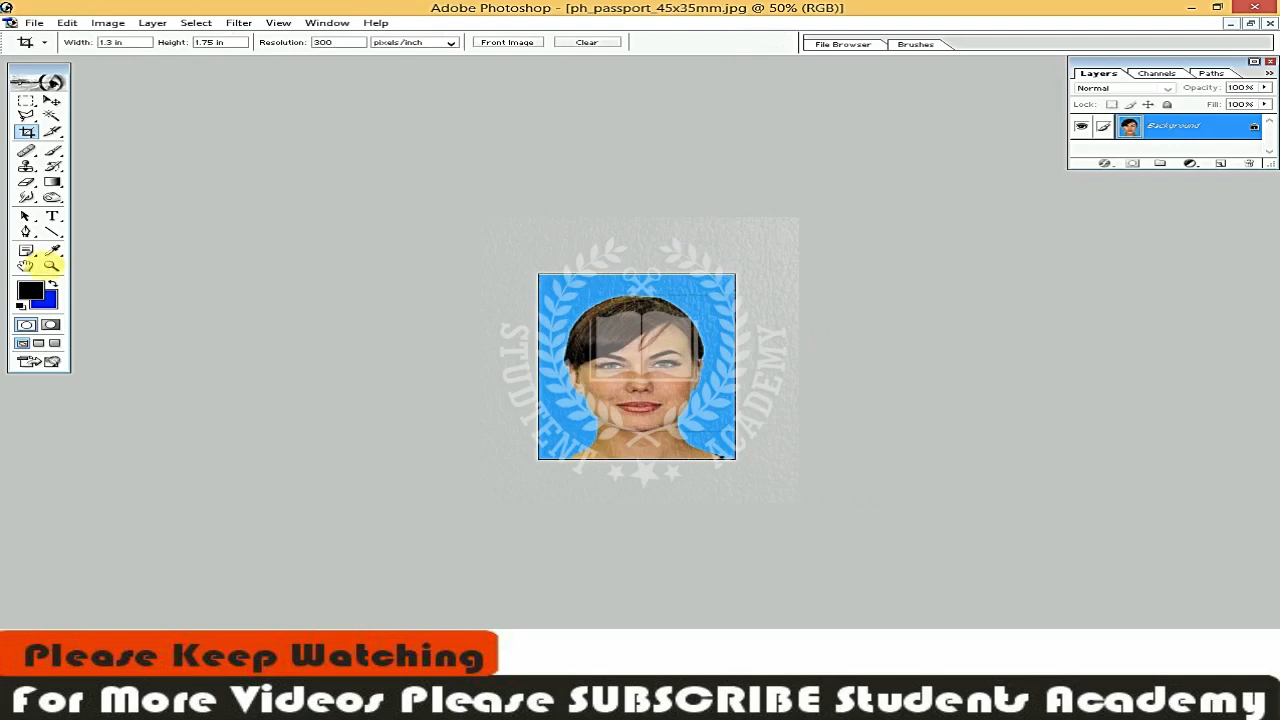 Adobe Photoshop - [ph_passport_45x35mm.jpg @ 50% (RGB)]
File Edit Image Layer Select Filter View Window Help
Width: 1.3 in Height: 1.75 in Resolution: 300 pixels/inch Front Image Clear File Browser Brushes
Layers Channels Paths
Normal Opacity: 100%
Lock: Fill: 100%
Background
STUDTENT ACADEMY
Please Keep Watching
For More Videos Please SUBSCRIBE Students Academy